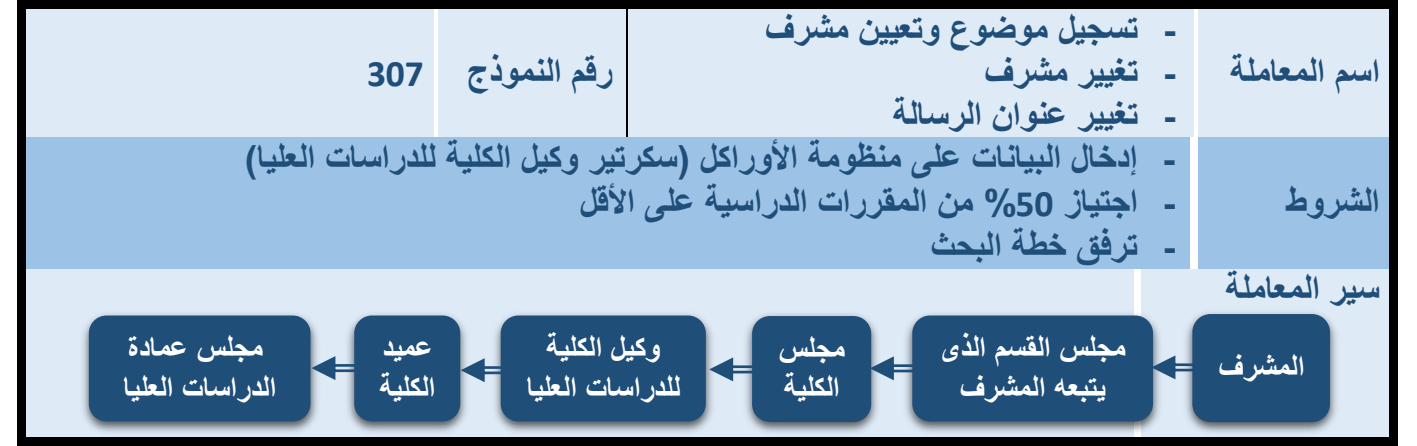 اسم المعاملة
- تسجيل موضوع وتعيين مشرف
- تغيير مشرف
- تغيير عنوان الرسالة
رقم النموذج
307
الشروط
- إدخال البيانات على منظومة الأوراكل (سكرتير وكيل الكلية للدراسات العليا)
- اجتياز 50% من المقررات الدراسية على الأقل
- ترفق خطة البحث
سير المعاملة
المشرف
مجلس القسم الذى
يتبعه المشرف
مجلس
الكلية
وكيل الكلية
للدراسات العليا
عميد
الكلية
مجلس عمادة
الدراسات العليا